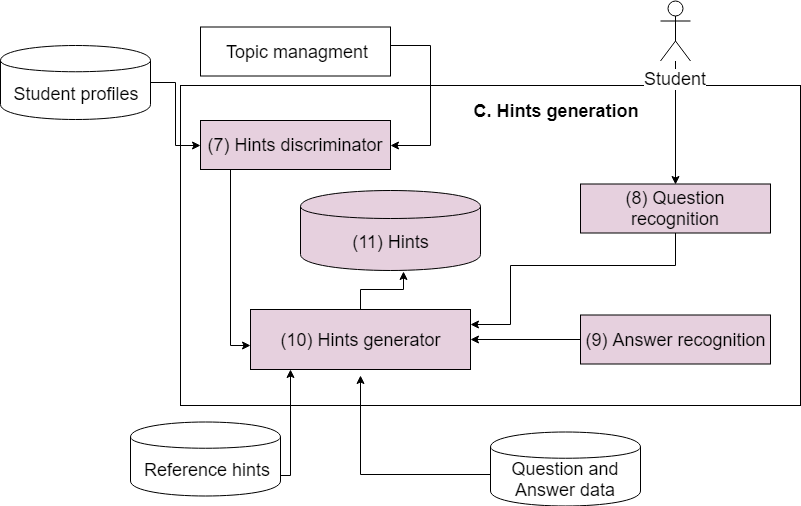 Topic managment
Student profiles
Student
C. Hints generation
(7) Hints discriminator
(8) Question
recognition
(11) Hints
(10) Hints generator
(9) Answer recognition
Reference hints
Question and
Answer data